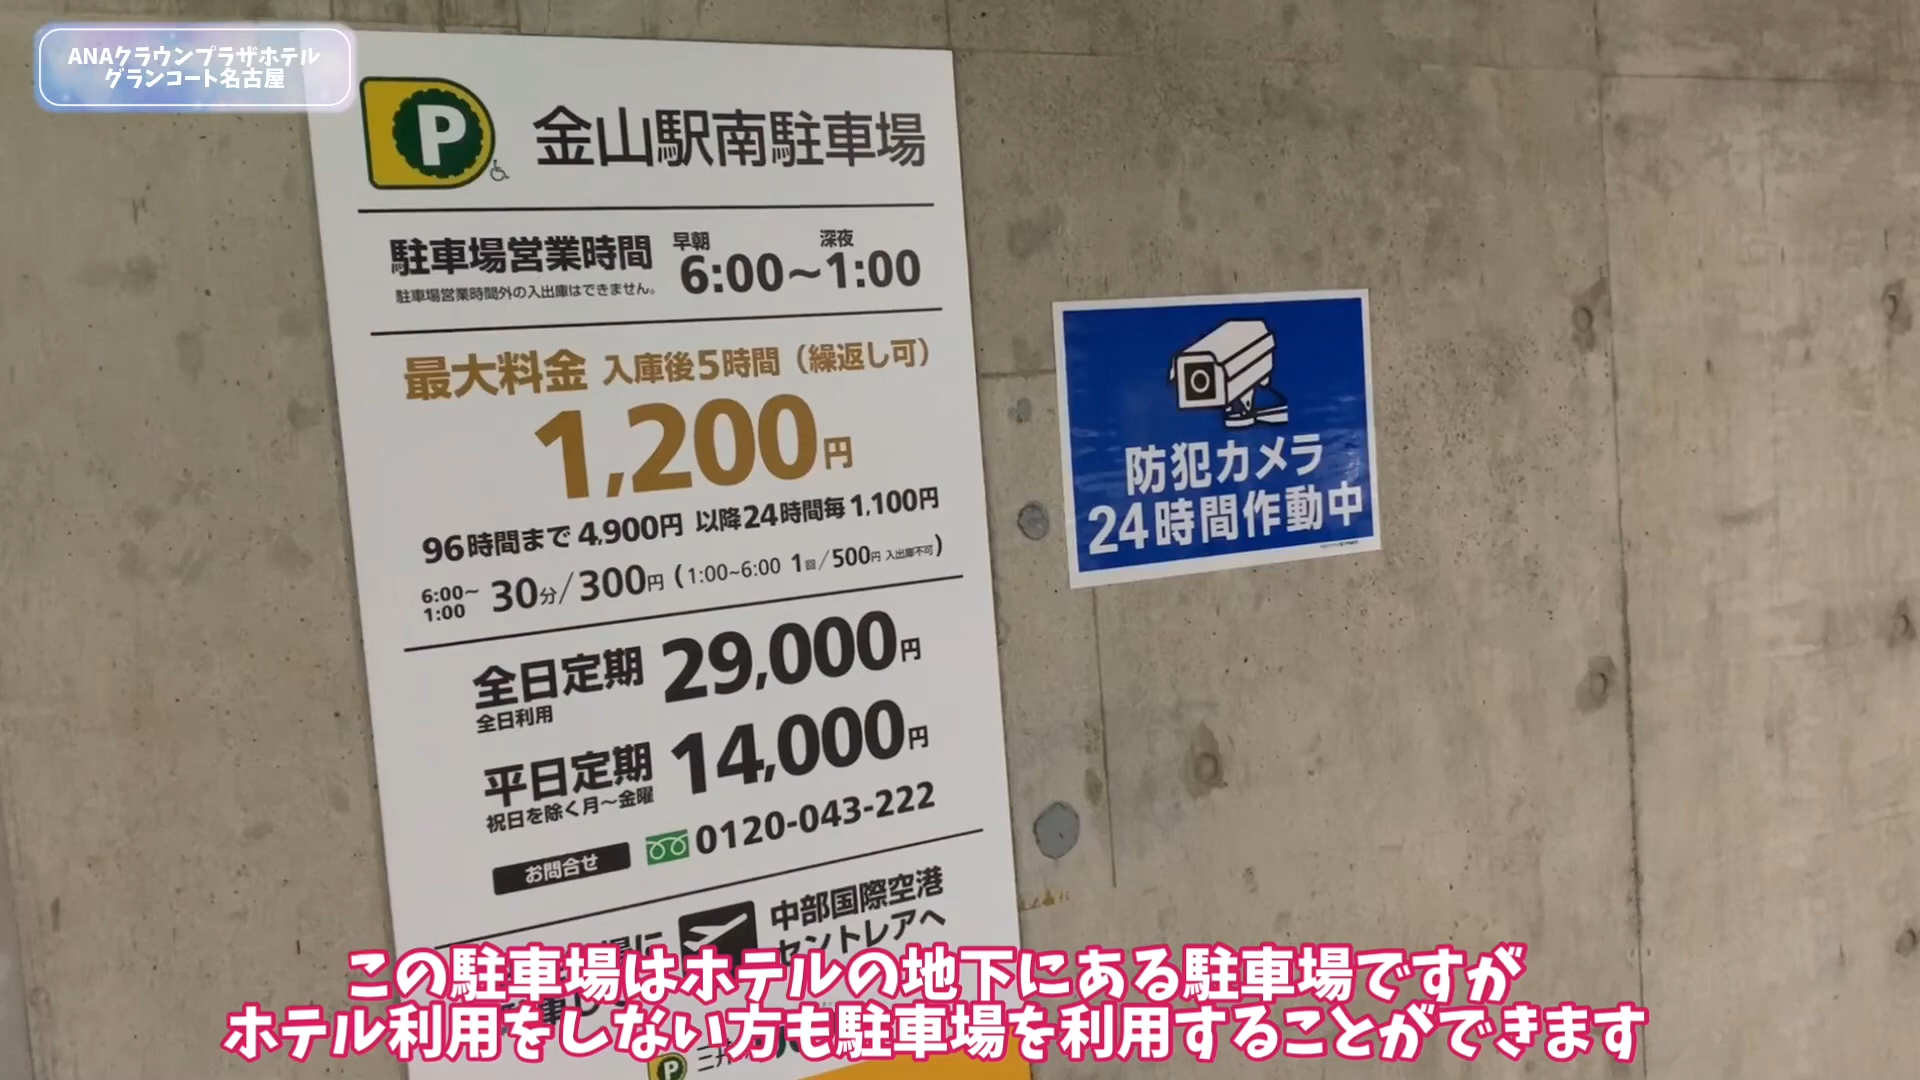 ANAクラウンプラザホテル
グランコート名古屋
P
金山駅南駐車場
駐車場営業時間
早朝 深夜
6:00～1:00
駐車場営業時間外の入出庫はできません。
最大料金 入庫後5時間（繰返し可）
1,200円
96時間まで4,900円 以降24時間毎1,100円
6:00～1:00 30分/300円 (1:00~6:00 1回/500円 入出庫不可)
全日定期 29,000円
全日利用
平日定期 14,000円
祝日を除く月～金曜
お問合せ 0120-043-222
中部国際空港
セントレアへ
防犯カメラ
24時間作動中
この駐車場はホテルの地下にある駐車場ですが
ホテル利用をしない方も駐車場を利用することができます
P